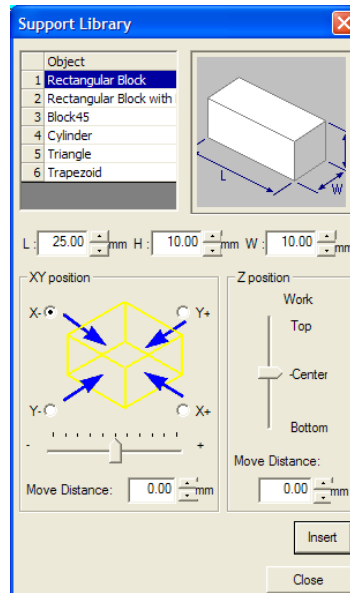 Support Library
Object
1 Rectangular Block
2 Rectangular Block with
3 Block45
4 Cylinder
5 Triangle
6 Trapezoid
L
W
L : 25.00 mm H : 10.00 mm W : 10.00 mm
XY position
X-
Y+
Y-
X+
- +
Move Distance: 0.00 mm
Z position
Work
Top
-Center
Bottom
Move Distance:
0.00 mm
Insert
Close